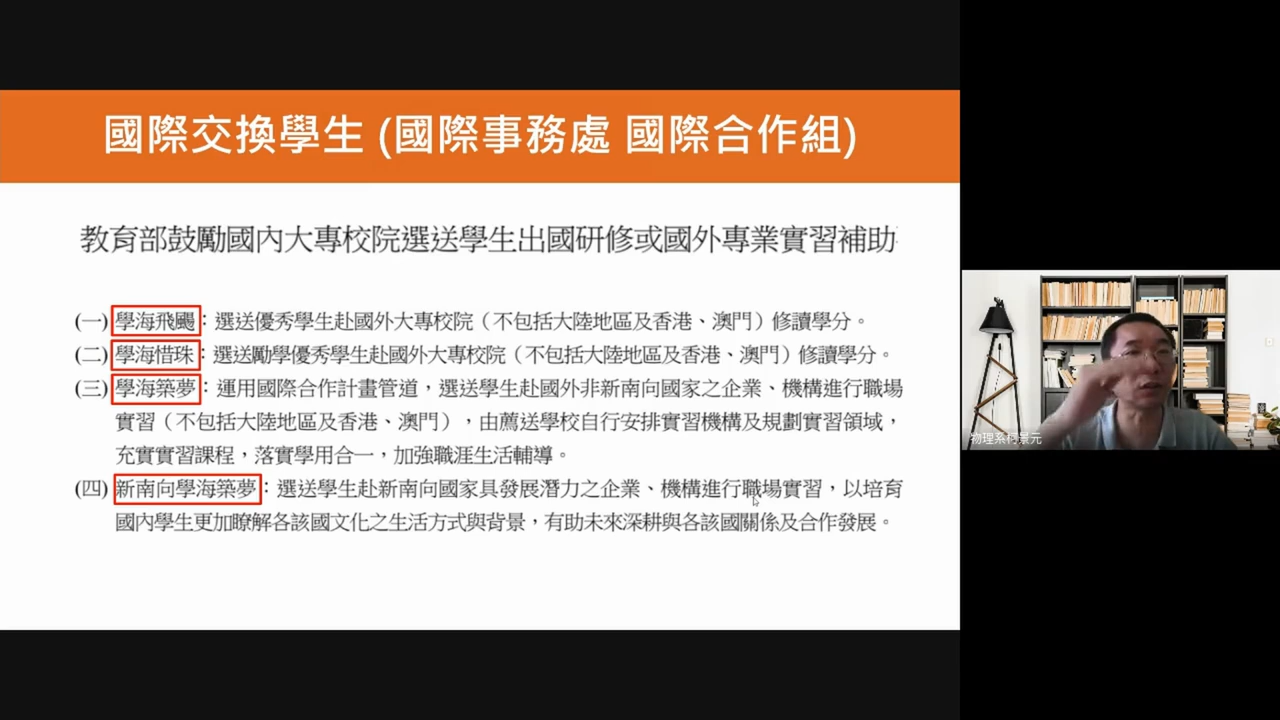 國際交換學生 (國際事務處 國際合作組)
教育部鼓勵國內大專校院選送學生出國研修或國外專業實習補助
(一) 學海飛颺：選送優秀學生赴國外大專校院（不包括大陸地區及香港、澳門）修讀學分。
(二) 學海惜珠：選送勵學優秀學生赴國外大專校院（不包括大陸地區及香港、澳門）修讀學分。
(三) 學海築夢：運用國際合作計畫管道，選送學生赴國外非新南向國家之企業、機構進行職場
實習（不包括大陸地區及香港、澳門），由薦送學校自行安排實習機構及規劃實習領域，
充實實習課程，落實學用合一，加強職涯生活輔導。
(四) 新南向學海築夢：選送學生赴新南向國家具發展潛力之企業、機構進行職場實習，以培育
國內學生更加瞭解各該國文化之生活方式與背景，有助未來深耕與各該國關係及合作發展。
物理系柯景元